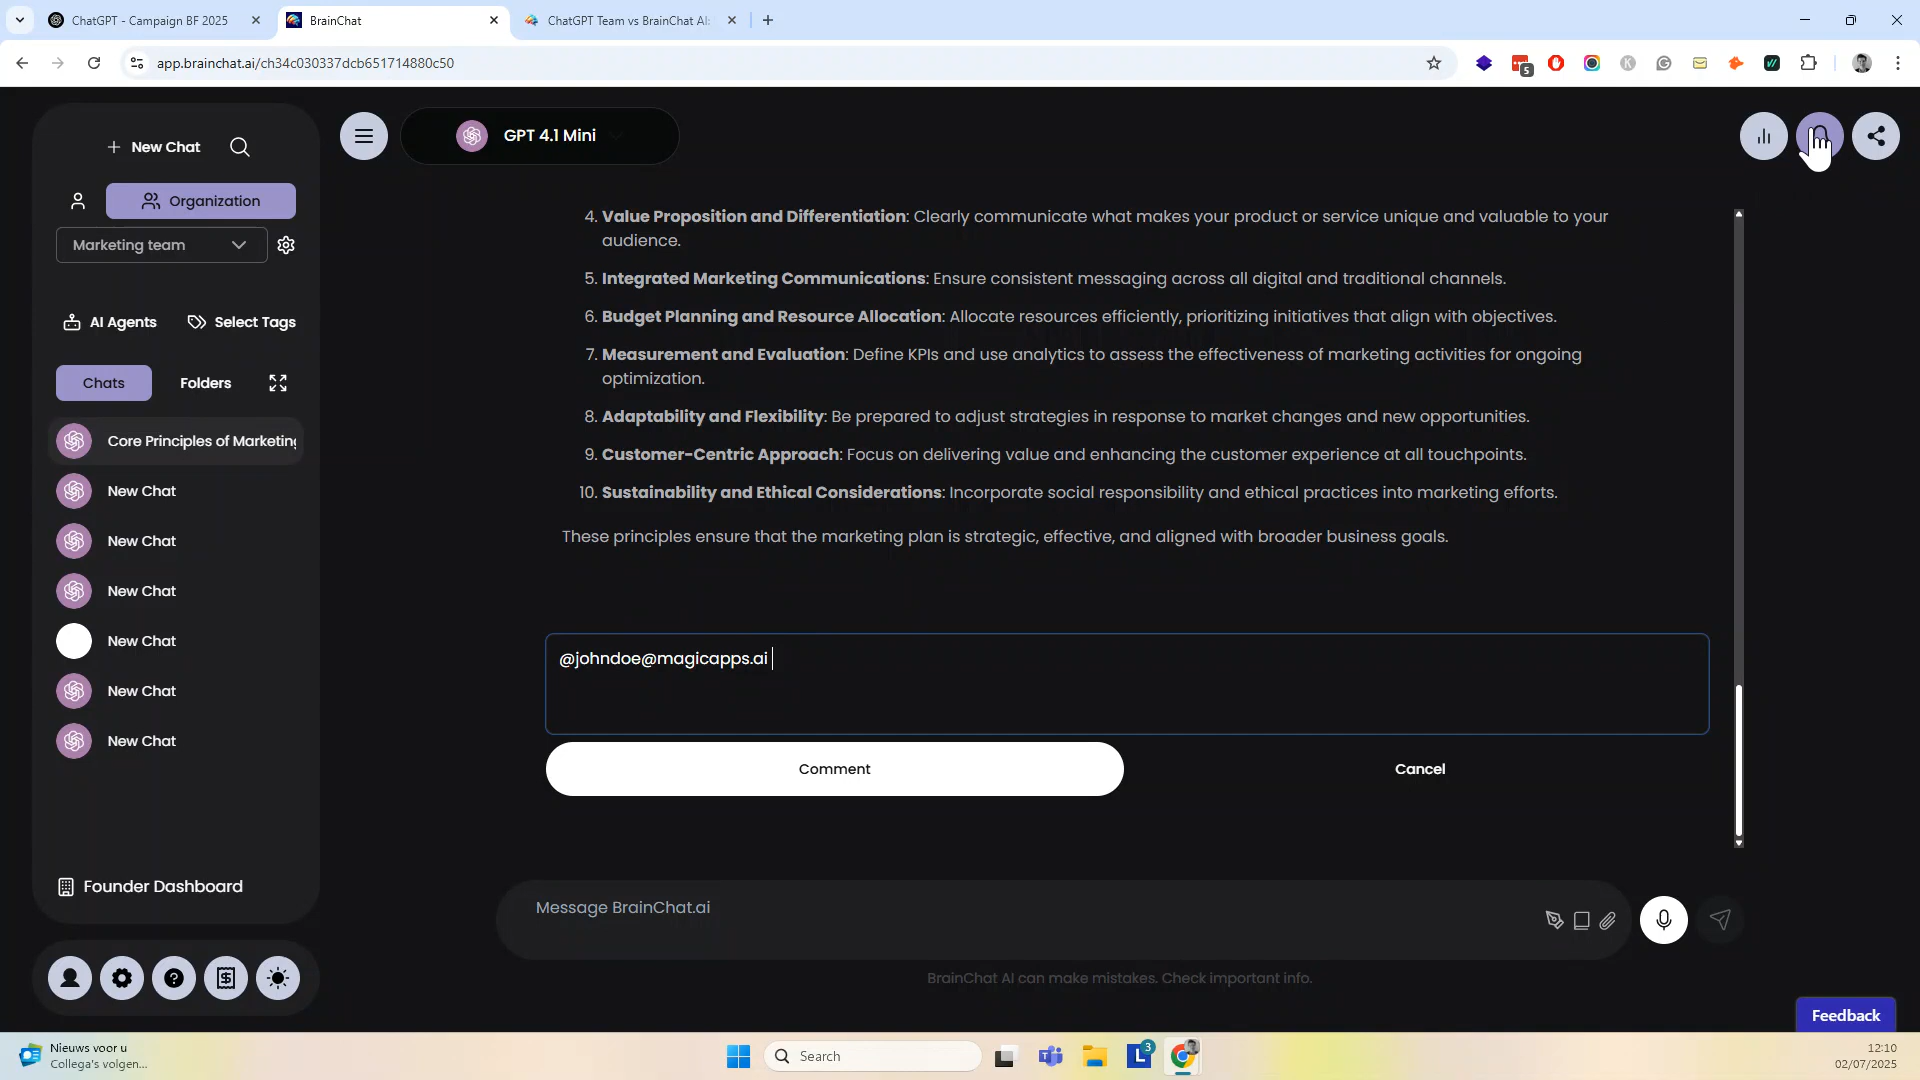 ChatGPT - Campaign BF 2025
BrainChat
ChatGPT Team vs BrainChat AI:
app.brainchat.ai/ch34c030337dcb651714880c50
5
New Chat
Organization
Marketing team
AI Agents
Select Tags
Chats
Folders
Core Principles of Marketing
New Chat
New Chat
New Chat
New Chat
New Chat
New Chat
Founder Dashboard
GPT 4.1 Mini
4. Value Proposition and Differentiation: Clearly communicate what makes your product or service unique and valuable to your
audience.
5. Integrated Marketing Communications: Ensure consistent messaging across all digital and traditional channels.
6. Budget Planning and Resource Allocation: Allocate resources efficiently, prioritizing initiatives that align with objectives.
7. Measurement and Evaluation: Define KPIs and use analytics to assess the effectiveness of marketing activities for ongoing
optimization.
8. Adaptability and Flexibility: Be prepared to adjust strategies in response to market changes and new opportunities.
9. Customer-Centric Approach: Focus on delivering value and enhancing the customer experience at all touchpoints.
10. Sustainability and Ethical Considerations: Incorporate social responsibility and ethical practices into marketing efforts.
These principles ensure that the marketing plan is strategic, effective, and aligned with broader business goals.
@johndoe@magicapps.ai
Comment
Cancel
Message BrainChat.ai
BrainChat AI can make mistakes. Check important info.
Feedback
Nieuws voor u
Collega's volgen...
Search
L
3
12:10
02/07/2025